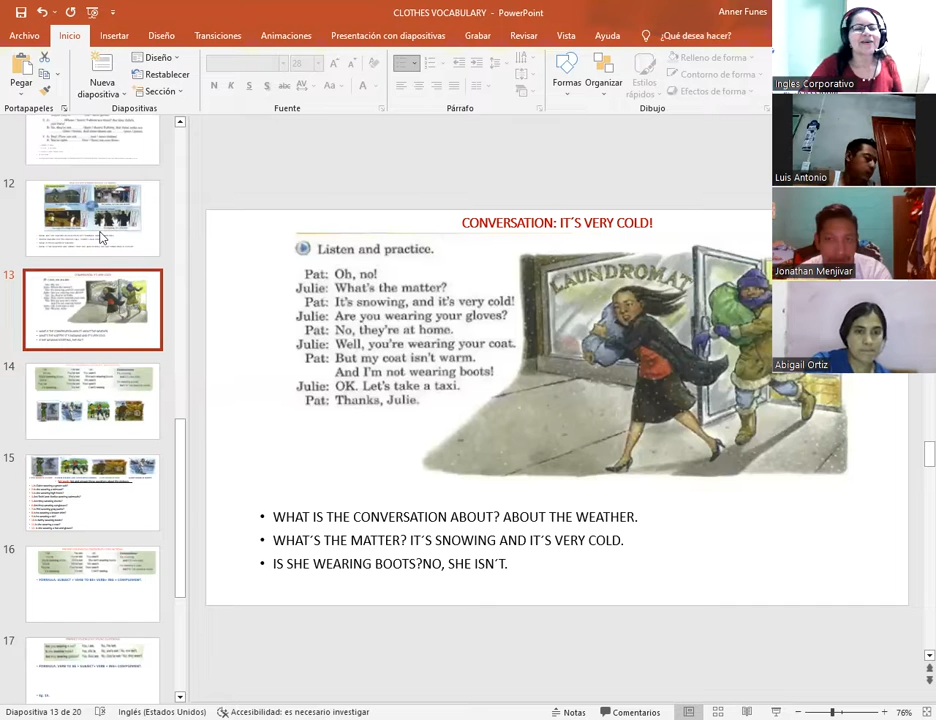 CLOTHES VOCABULARY - PowerPoint
Anner Funes
Archivo
Inicio
Insertar
Diseño
Transiciones
Animaciones
Presentación con diapositivas
Grabar
Revisar
Vista
Ayuda
¿Qué desea hacer?
Pegar
Portapapeles
Nueva
diapositiva
Diseño
Restablecer
Sección
Diapositivas
28
N K S S abc AV Aa A
Fuente
Párrafo
Formas
Organizar
Estilos
rápidos
Relleno de forma
Contorno de forma
Efectos de forma
Dibujo
Ingles Corporativo
Luis Antonio
Jonathan Menjivar
Abigail Ortiz
12
13
14
15
16
17
CONVERSATION: IT´S VERY COLD!
Listen and practice.
Pat: Oh, no!
Julie: What's the matter?
Pat: It's snowing, and it's very cold!
Julie: Are you wearing your gloves?
Pat: No, they're at home.
Julie: Well, you're wearing your coat.
Pat: But my coat isn't warm.
And I'm not wearing boots!
Julie: OK. Let's take a taxi.
Pat: Thanks, Julie.
LAUNDROMAT
• WHAT IS THE CONVERSATION ABOUT? ABOUT THE WEATHER.
• WHAT´S THE MATTER? IT´S SNOWING AND IT´S VERY COLD.
• IS SHE WEARING BOOTS?NO, SHE ISN´T.
Diapositiva 13 de 20
Inglés (Estados Unidos)
Accesibilidad: es necesario investigar
Notas
Comentarios
76%